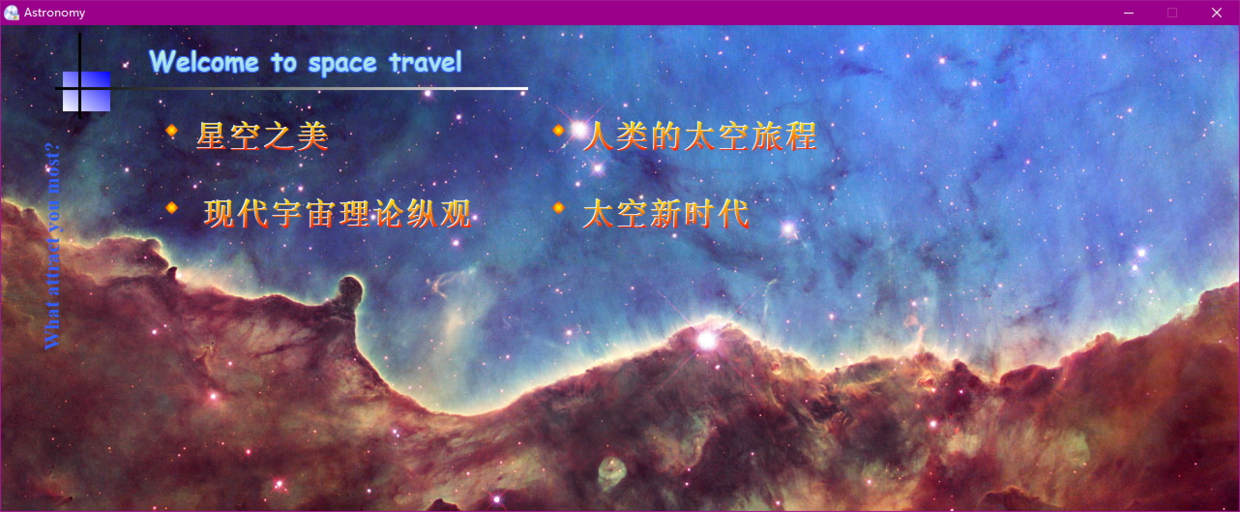 Astronomy
Welcome to space travel
What attract you most?
星空之美
人类的太空旅程
现代宇宙理论纵观
太空新时代